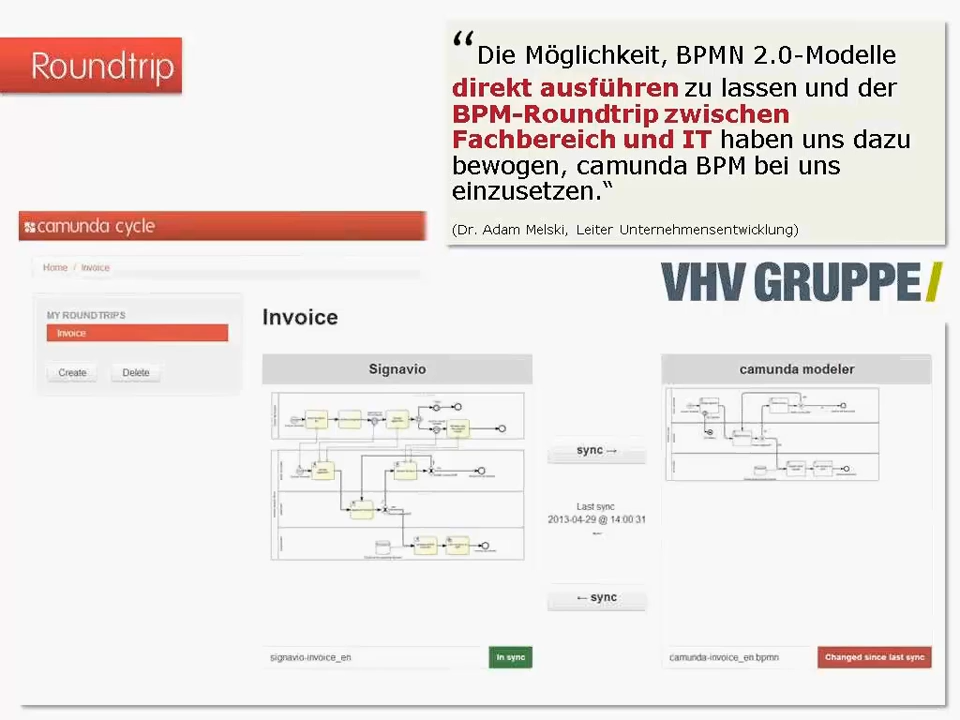 Roundtrip
“Die Möglichkeit, BPMN 2.0-Modelle
direkt ausführen zu lassen und der
BPM-Roundtrip zwischen
Fachbereich und IT haben uns dazu
bewogen, camunda BPM bei uns
einzusetzen.“
(Dr. Adam Melski, Leiter Unternehmensentwicklung)
VHV GRUPPE/
camunda cycle
Home / Invoice
MY ROUNDTRIPS
Invoice
Create Delete
Invoice
Signavio
camunda modeler
sync →
Last sync
2013-04-29 @ 14:00:31
← sync
signavio-invoice_en
In sync
camunda-invoice_en.bpmn
Changed since last sync